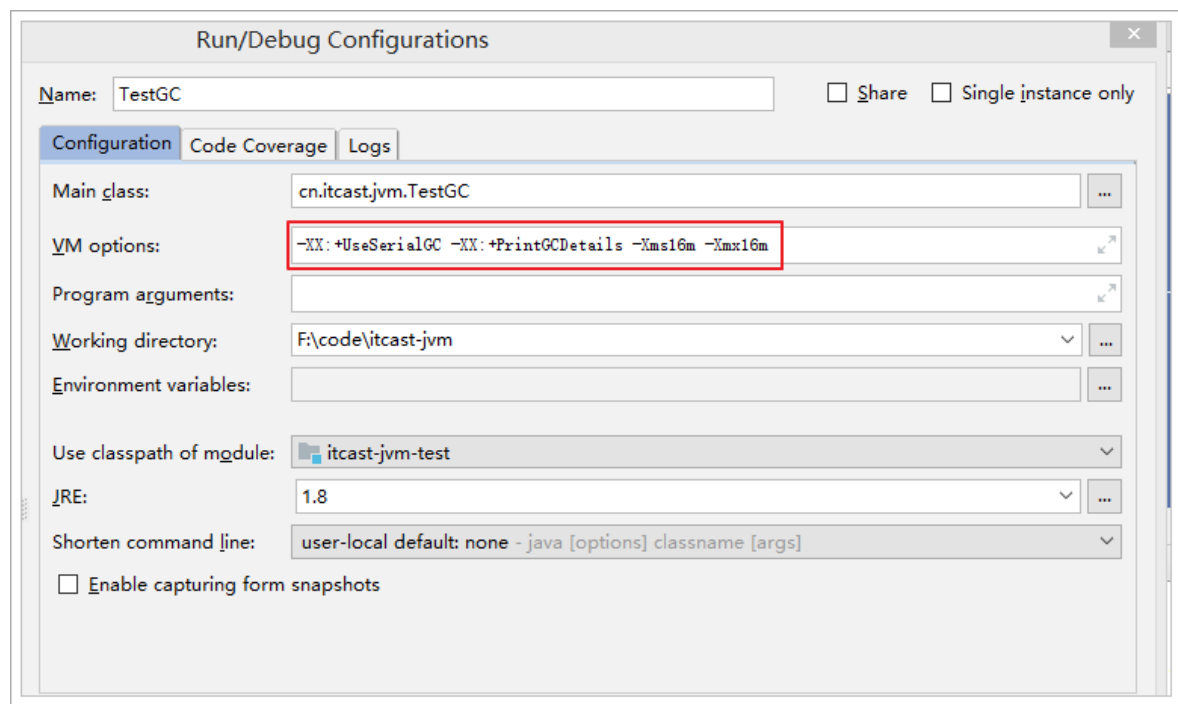 Run/Debug Configurations
Name: TestGC Share Single instance only
Configuration Code Coverage Logs
Main class: cn.itcast.jvm.TestGC ...
VM options: -XX:+UseSerialGC -XX:+PrintGCDetails -Xms16m -Xmx16m
Program arguments:
Working directory: F:\code\itcast-jvm ...
Environment variables: ...
Use classpath of module: itcast-jvm-test
JRE: 1.8 ...
Shorten command line: user-local default: none - java [options] classname [args]
Enable capturing form snapshots